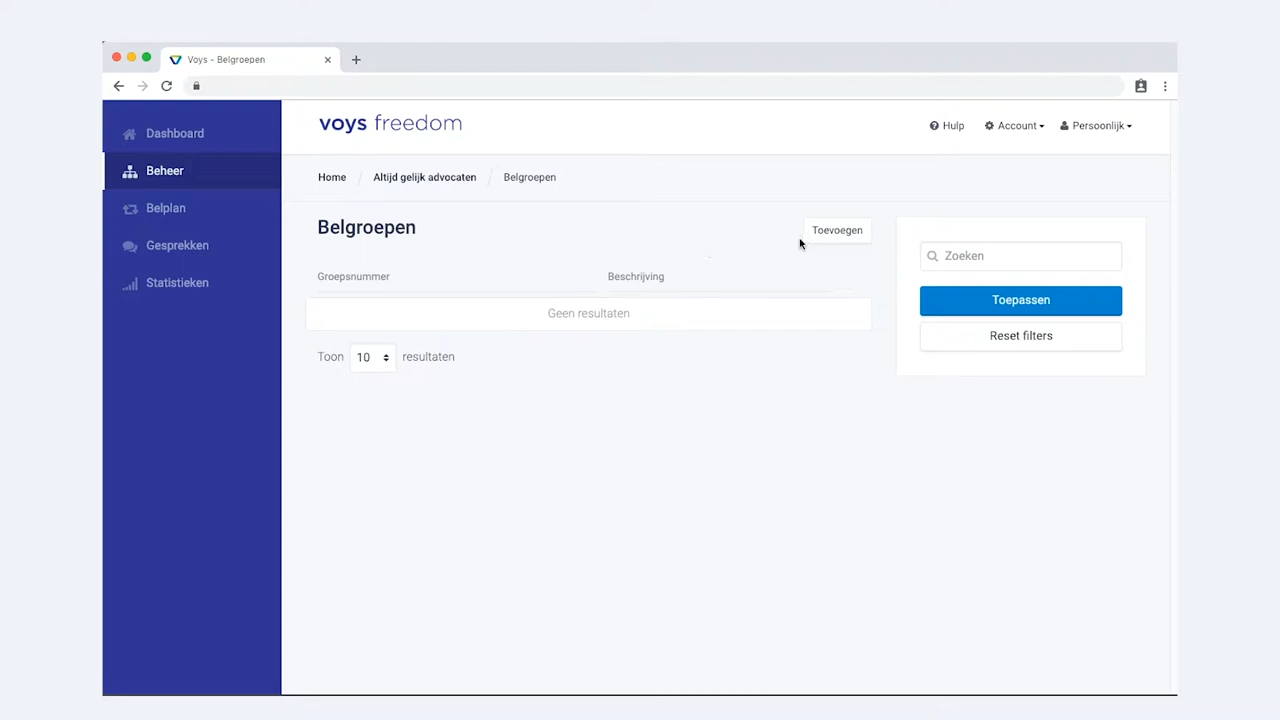 Voys - Belgroepen
Dashboard
Beheer
Belplan
Gesprekken
Statistieken
voys freedom
Hulp
Account
Persoonlijk
Home / Altijd gelijk advocaten / Belgroepen
Belgroepen
Toevoegen
Groepsnummer
Beschrijving
Geen resultaten
Toon 10 resultaten
Zoeken
Toepassen
Reset filters